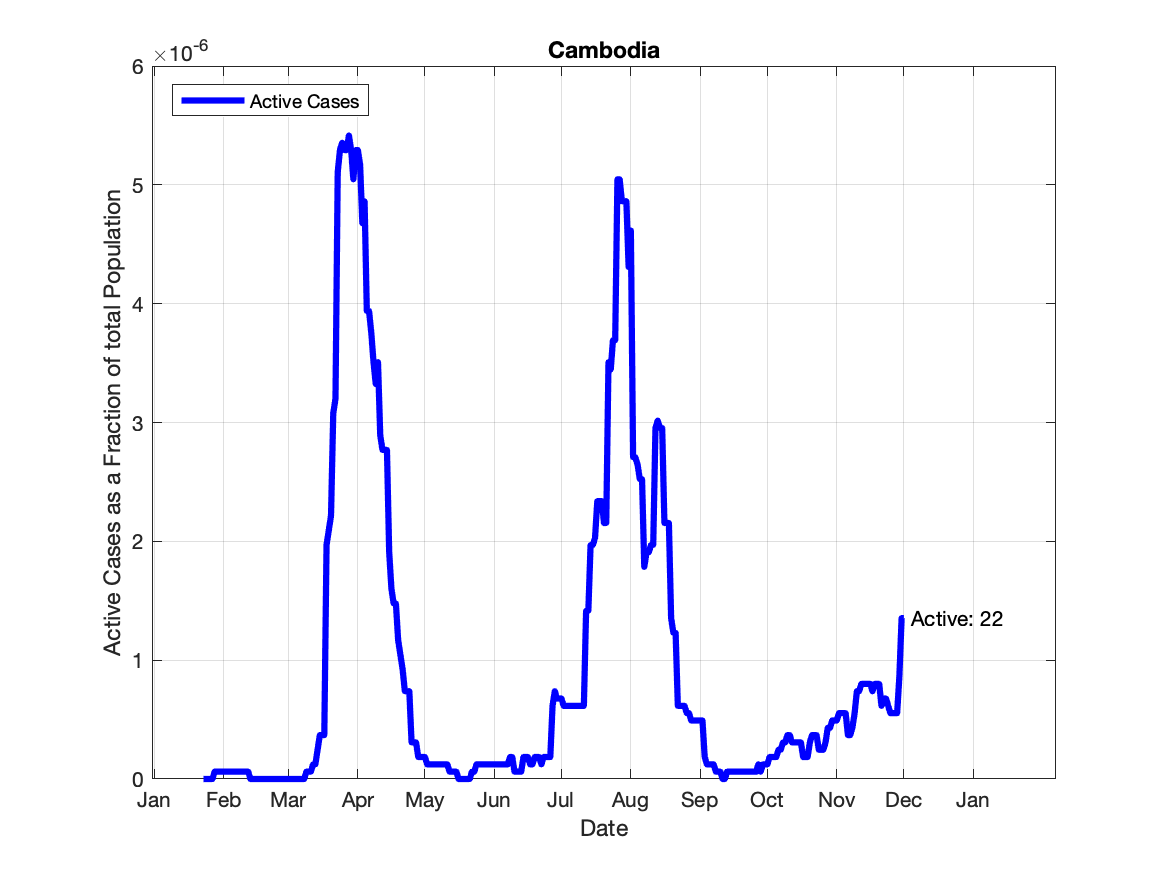 Cambodia
×10-6
6
5
4
3
2
1
0
Active Cases as a Fraction of total Population
Active Cases
Active: 22
Jan Feb Mar Apr May Jun Jul Aug Sep Oct Nov Dec Jan
Date